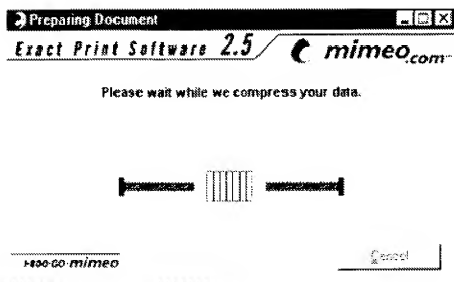 Preparing Document
Exact Print Software 2.5
mimeo.com
Please wait while we compress your data.
1-800-GO-mimeo
Cancel